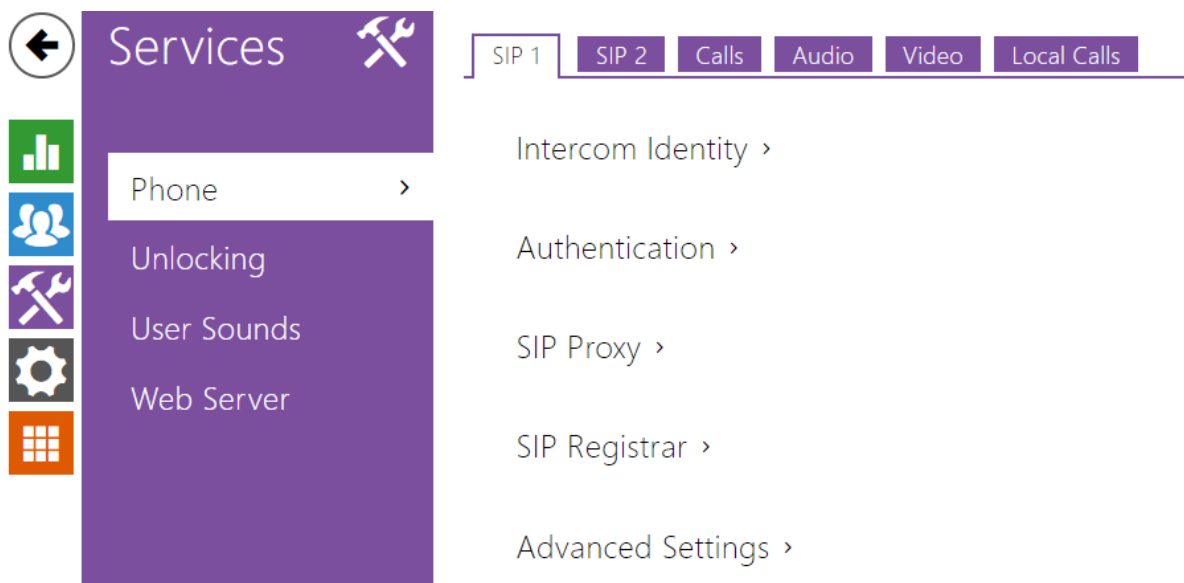 Services
Phone
Unlocking
User Sounds
Web Server
SIP 1 SIP 2 Calls Audio Video Local Calls
Intercom Identity
Authentication
SIP Proxy
SIP Registrar
Advanced Settings